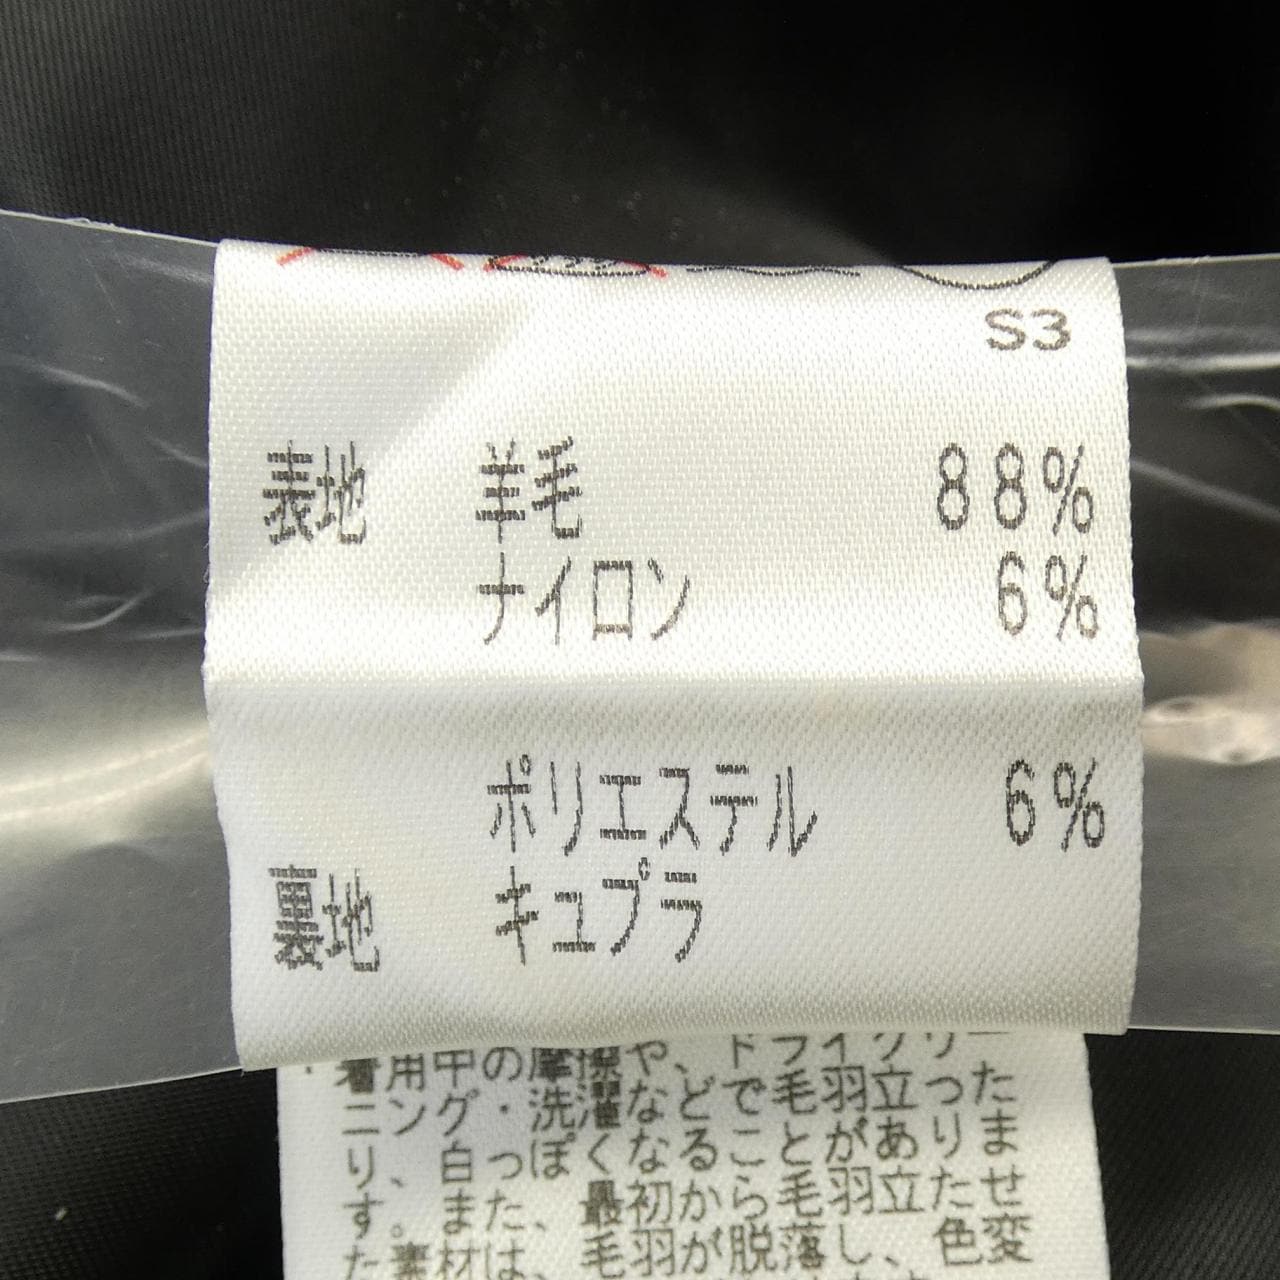 S3
表地 羊毛 88%
ナイロン 6%
ポリエステル 6%
裏地 キュプラ
・着用中の摩擦や、ドライクリー
ニング・洗濯などで毛羽立った
り、白っぽくなることがありま
す。また、最初から毛羽立たせ
た素材は、毛羽が脱落し、色変